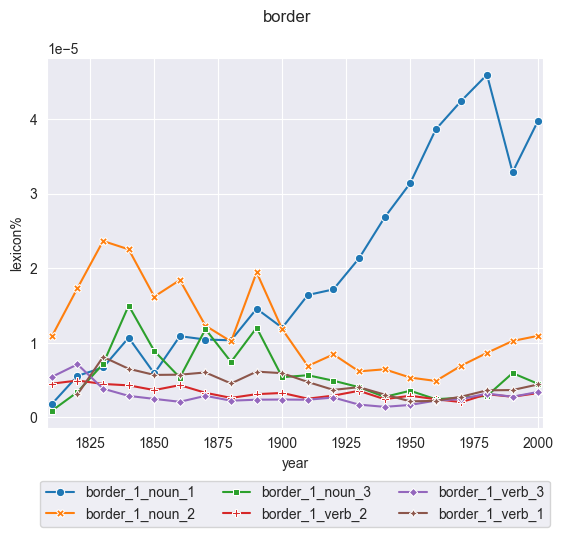 border
1e−5
4
3
2
1
0
lexicon%
1825 1850 1875 1900 1925 1950 1975 2000
year
border_1_noun_1 border_1_noun_3 border_1_verb_3
border_1_noun_2 border_1_verb_2 border_1_verb_1